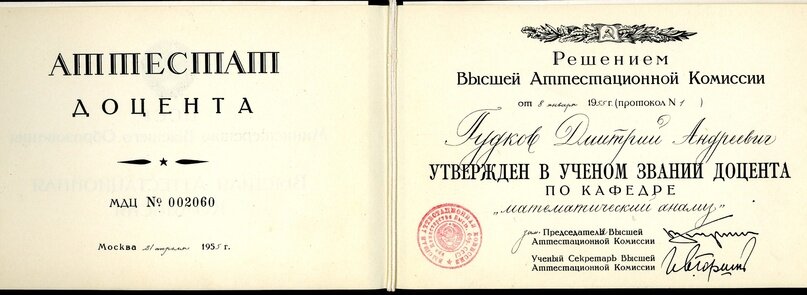 АТТЕСТАТ
ДОЦЕНТА
МДЦ № 002060
Москва 21 апреля 1955 г.
Решением
Высшей Аттестационной Комиссии
от 8 января 1955 г. (протокол № 1 )
Гудков Дмитрий Андреевич
УТВЕРЖДЕН В УЧЕНОМ ЗВАНИИ ДОЦЕНТА
ПО КАФЕДРЕ
„математический анализ"
зам. Председателя Высшей
Аттестационной Комиссии
Ученый Секретарь Высшей
Аттестационной Комиссии